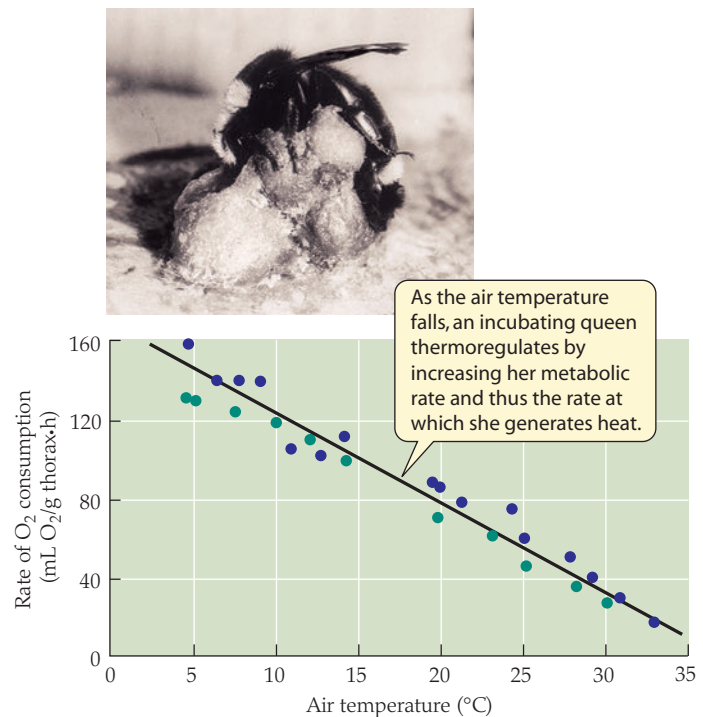 As the air temperature
falls, an incubating queen
thermoregulates by
increasing her metabolic
rate and thus the rate at
which she generates heat.
Rate of O₂ consumption
(mL O₂/g thorax•h)
160
120
80
40
0
0 5 10 15 20 25 30 35
Air temperature (°C)